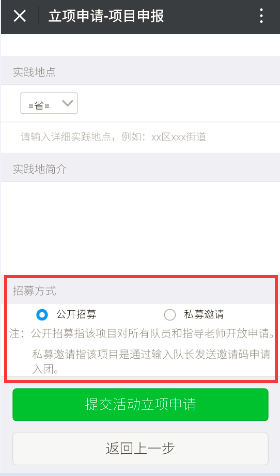 立项申请-项目申报
实践地点
=省=
请输入详细实践地点，例如：xx区xxx街道
实践地简介
招募方式
公开招募 私募邀请
注：公开招募指该项目对所有队员和指导老师开放申请。
私募邀请指该项目是通过输入队长发送邀请码申请
入团。
提交活动立项申请
返回上一步